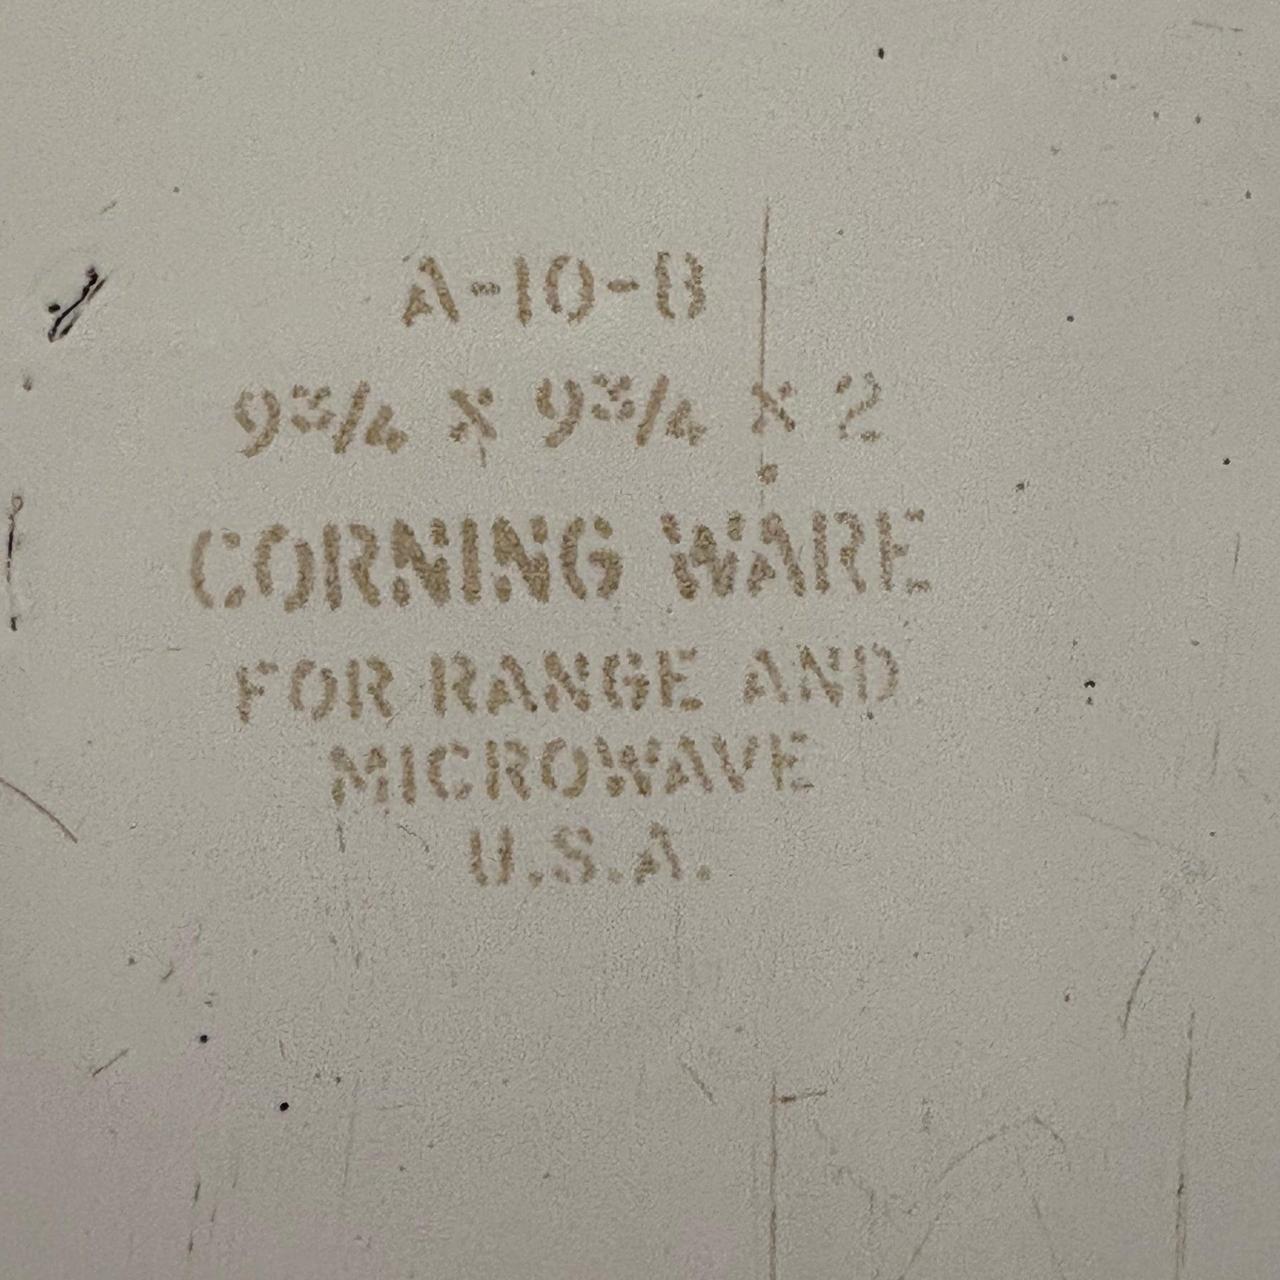 A-10-B
9¾ x 9¾ x 2
CORNING WARE
FOR RANGE AND
MICROWAVE
U.S.A.